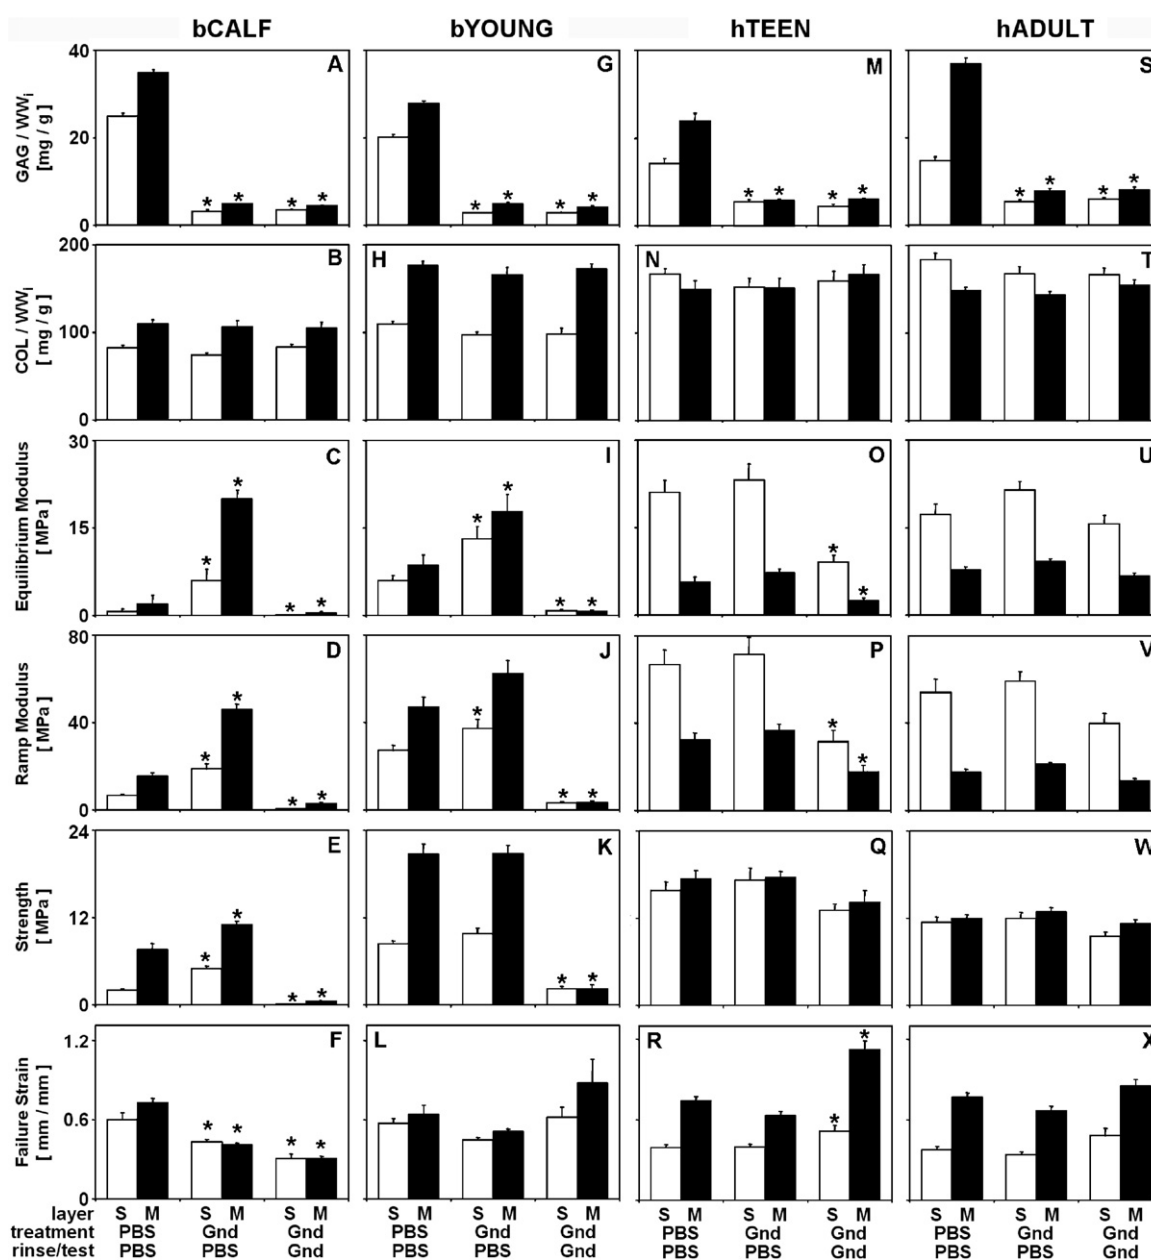 bCALF bYOUNG hTEEN hADULT
40 A G M S
GAG / WWi
[mg / g]
20
* * * * * * * * * * * * * * * *
0
200 B H N T
COL / WWi
[ mg / g ]
100
0
30 C I O U
Equilibrium Modulus
[ MPa ]
15
* * * * * * * * * *
0
80 D J P V
Ramp Modulus
[ MPa ]
40
* * * * * * * * *
0
24 E K Q W
Strength
[ MPa ]
12
* * * * * *
0
1.2 F L R X
Failure Strain
[ mm / mm ]
0.6
* * * * * *
0
layer S M S M S M S M S M S M S M S M S M S M S M S M
treatment PBS Gnd Gnd PBS Gnd Gnd PBS Gnd Gnd PBS Gnd Gnd
rinse/test PBS PBS Gnd PBS PBS Gnd PBS PBS Gnd PBS PBS Gnd